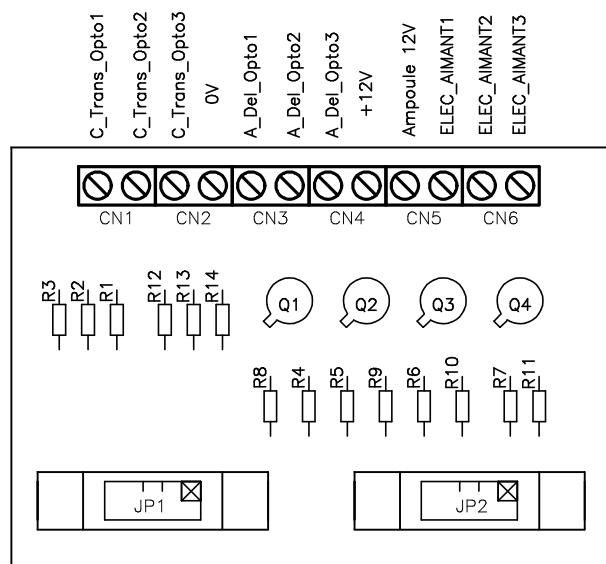 C_Trans_Opto1
C_Trans_Opto2
C_Trans_Opto3
0V
A_Del_Opto1
A_Del_Opto2
A_Del_Opto3
+12V
Ampoule 12V
ELEC_AIMANT1
ELEC_AIMANT2
ELEC_AIMANT3
CN1 CN2 CN3 CN4 CN5 CN6
R3 R2 R1 R12 R13 R14 Q1 Q2 Q3 Q4
R8 R4 R5 R9 R6 R10 R7 R11
JP1 JP2